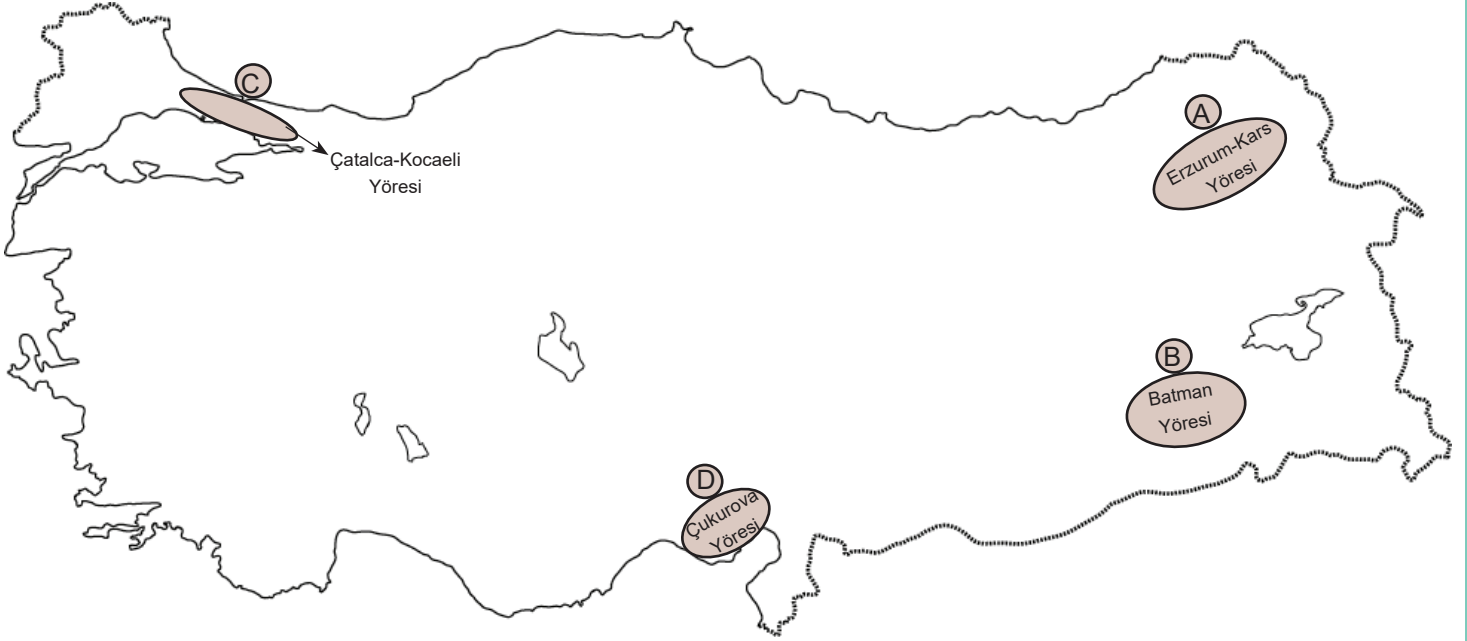 C
Çatalca-Kocaeli
Yöresi
A
Erzurum-Kars
Yöresi
B
Batman
Yöresi
D
Çukurova
Yöresi